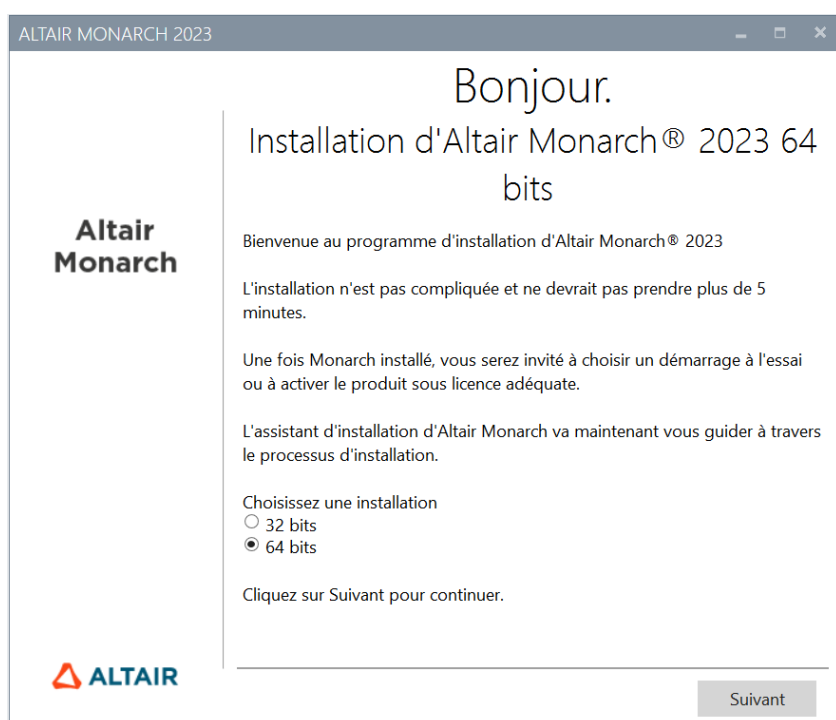 ALTAIR MONARCH 2023
Bonjour.
Installation d'Altair Monarch® 2023 64
bits
Altair
Monarch
Bienvenue au programme d'installation d'Altair Monarch® 2023
L'installation n'est pas compliquée et ne devrait pas prendre plus de 5
minutes.
Une fois Monarch installé, vous serez invité à choisir un démarrage à l'essai
ou à activer le produit sous licence adéquate.
L'assistant d'installation d'Altair Monarch va maintenant vous guider à travers
le processus d'installation.
Choisissez une installation
32 bits
64 bits
Cliquez sur Suivant pour continuer.
ALTAIR
Suivant